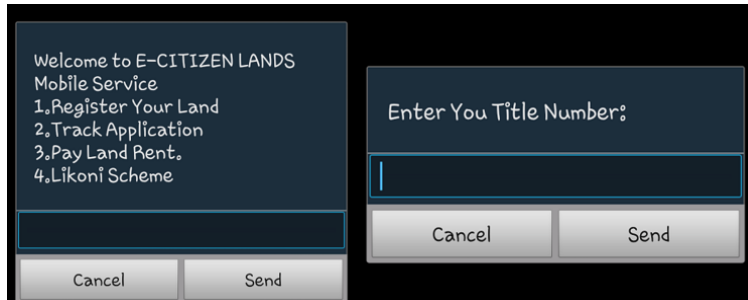 Welcome to E-CITIZEN LANDS
Mobile Service
1.Register Your Land
2.Track Application
3.Pay Land Rent.
4.Likoni Scheme
Cancel
Send
Enter You Title Number:
Cancel
Send